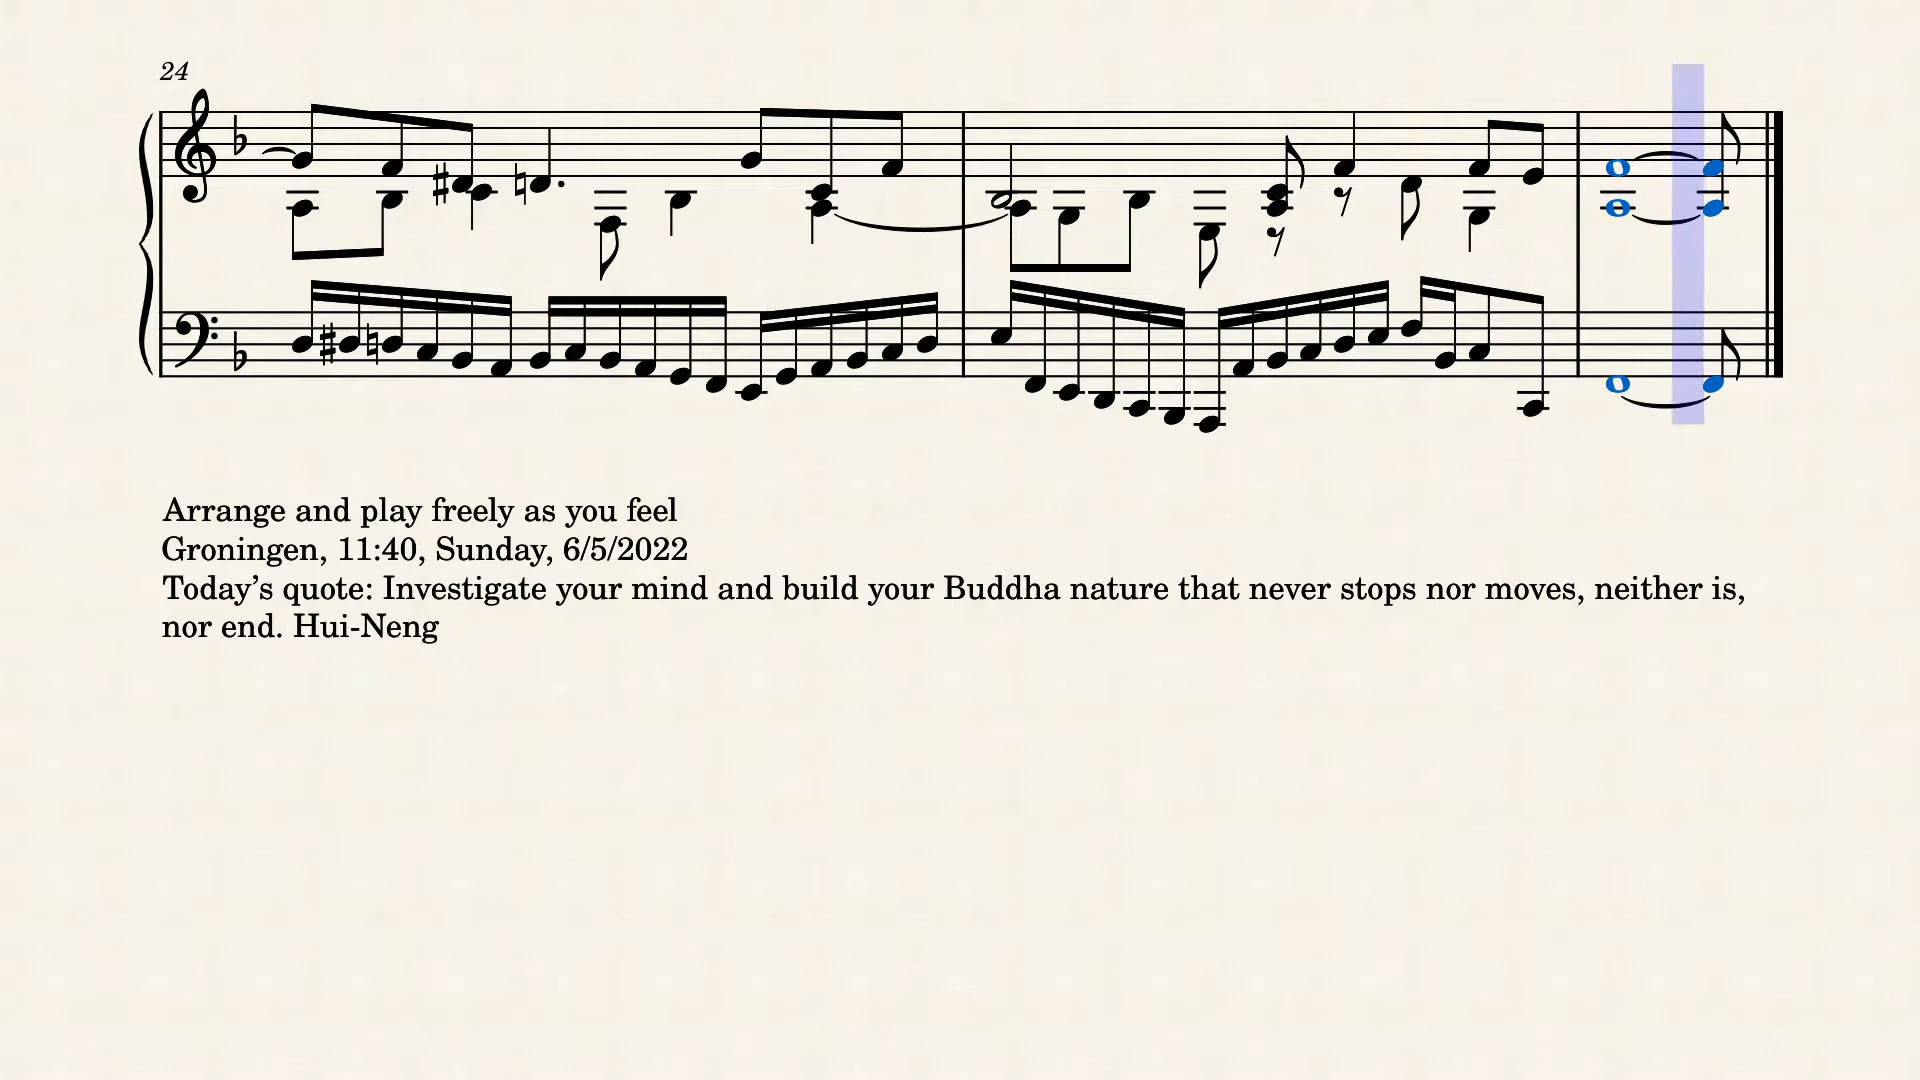 24
Arrange and play freely as you feel
Groningen, 11:40, Sunday, 6/5/2022
Today’s quote: Investigate your mind and build your Buddha nature that never stops nor moves, neither is,
nor end. Hui-Neng